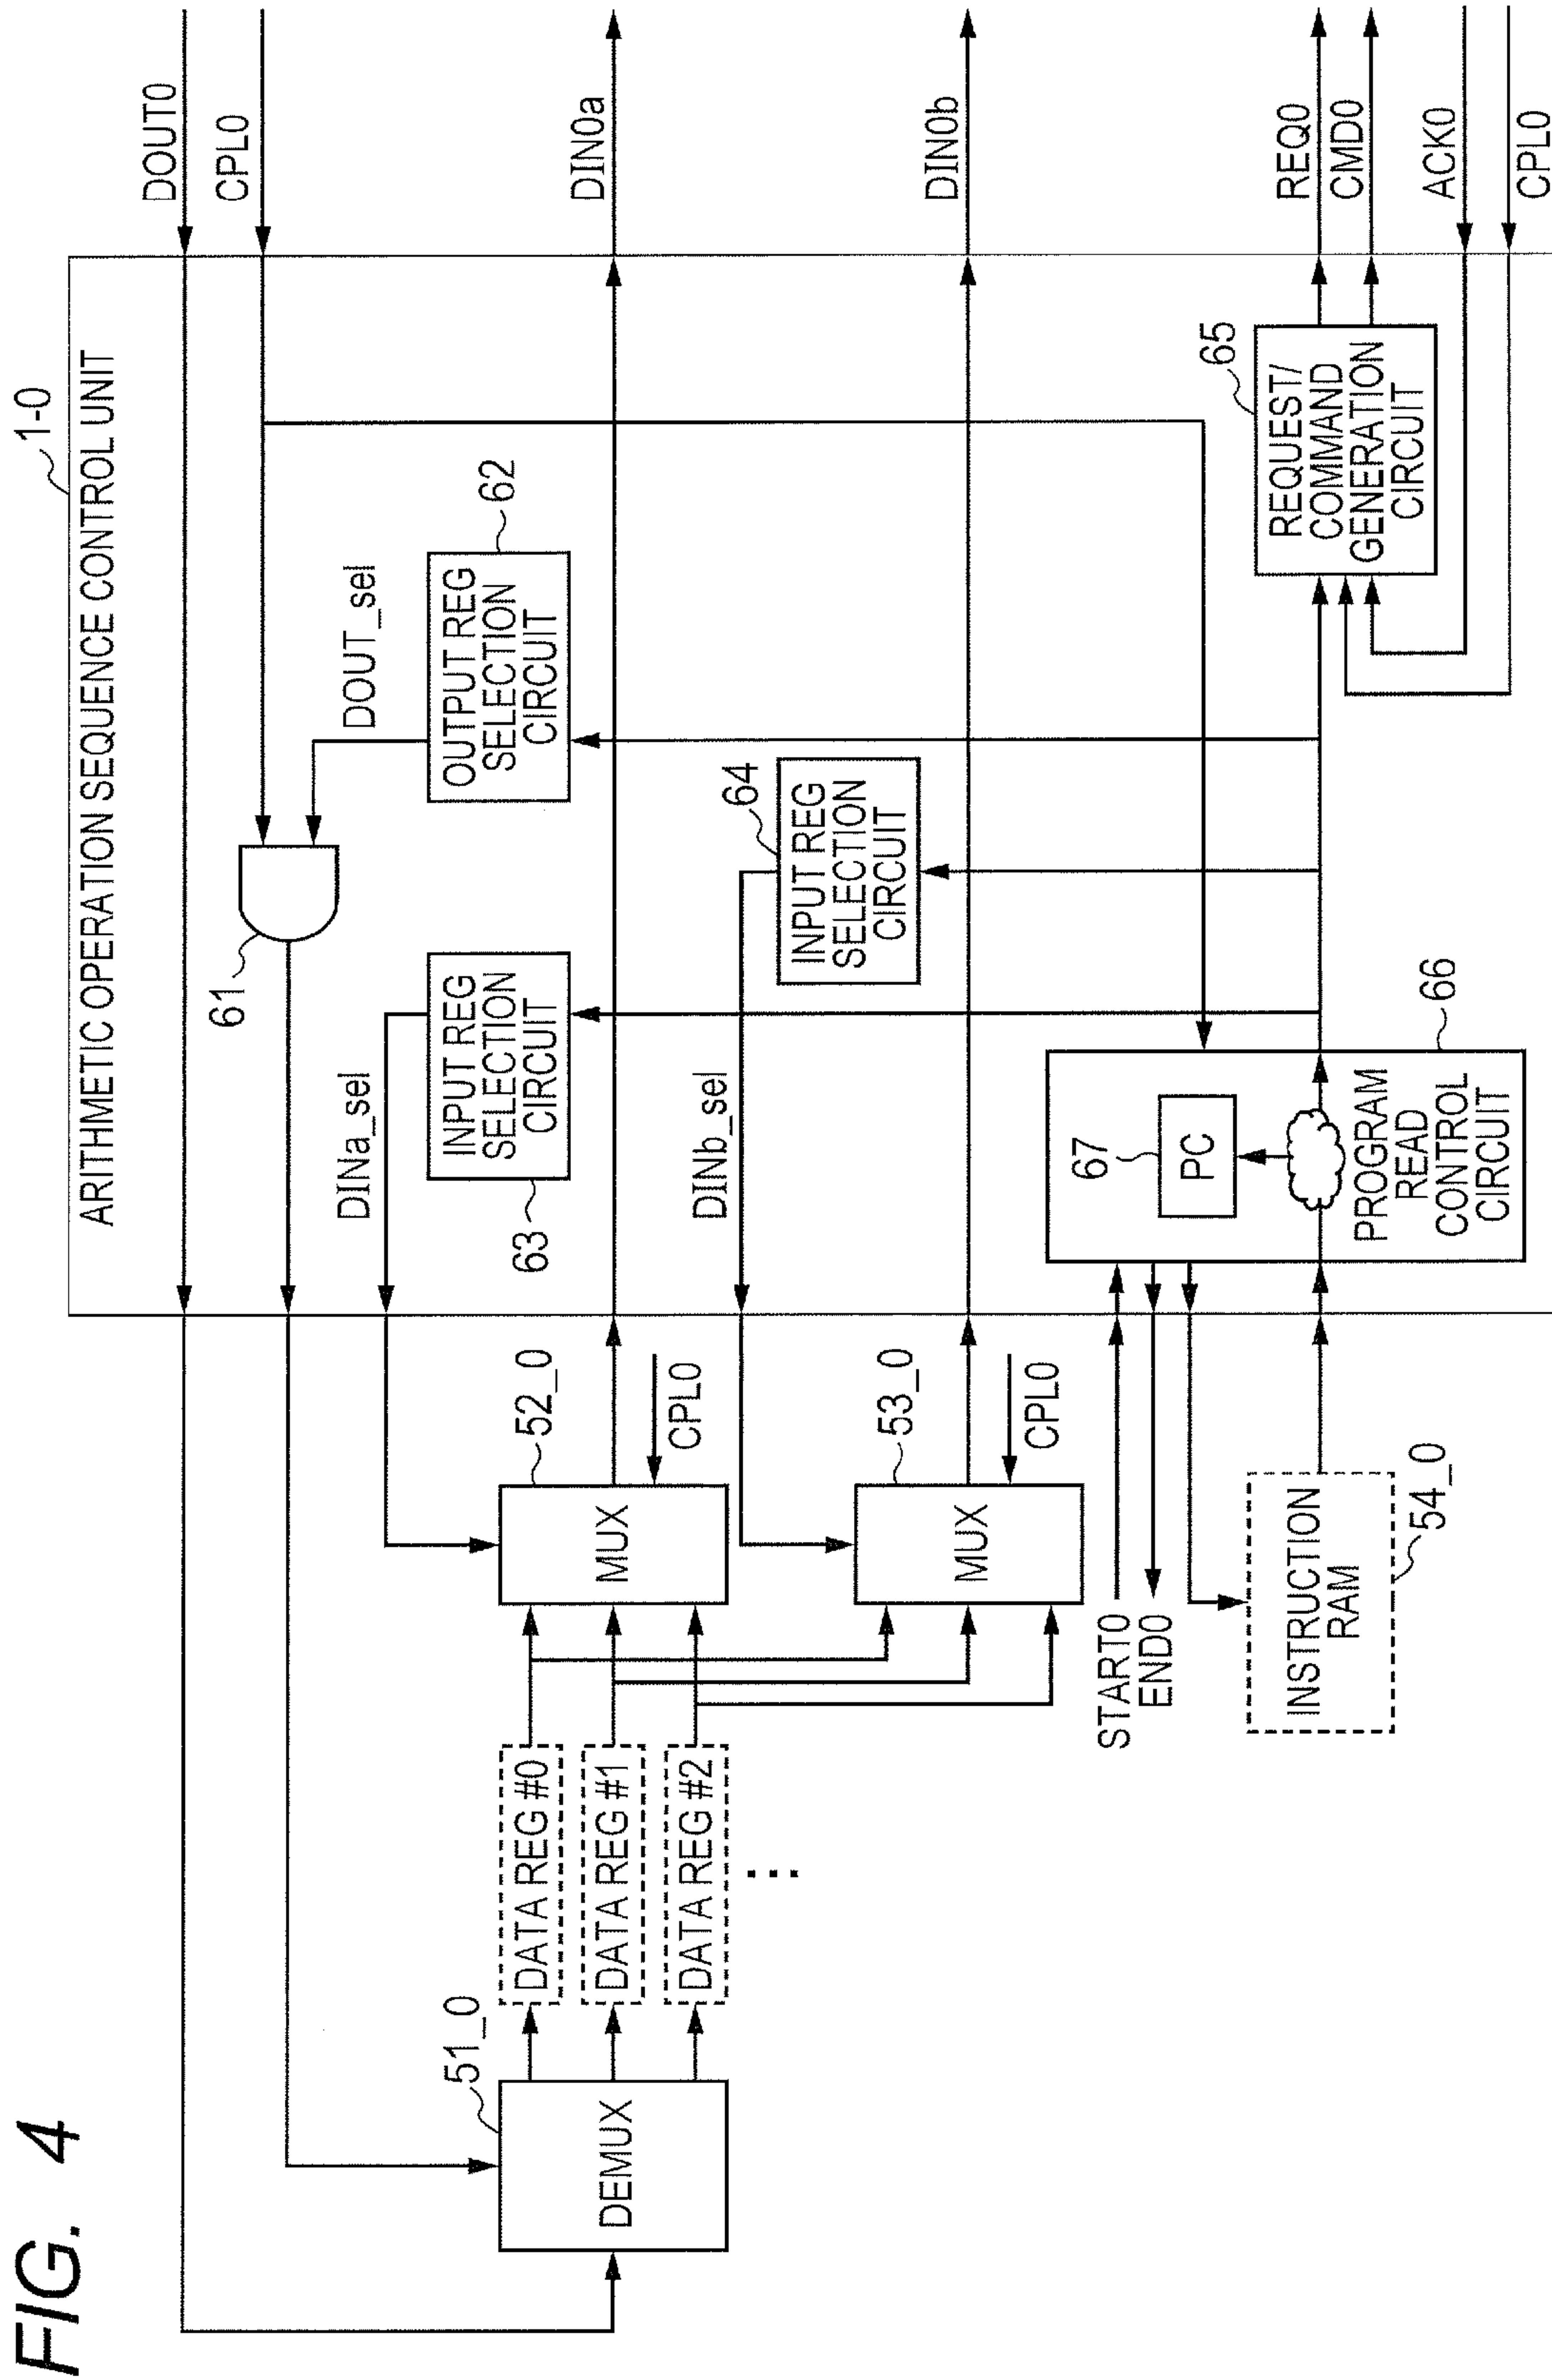 FIG. 4
ARITHMETIC OPERATION SEQUENCE CONTROL UNIT
1-0
DOUT0
CPL0
61
DOUT_sel
OUTPUT REG
SELECTION
CIRCUIT
62
DINa_sel
INPUT REG
SELECTION
CIRCUIT
63
DIN0a
51_0
DEMUX
DATA REG #0
DATA REG #1
DATA REG #2
...
52_0
MUX
CPL0
DINb_sel
INPUT REG
SELECTION
CIRCUIT
64
DIN0b
53_0
MUX
CPL0
START0
END0
INSTRUCTION
RAM
54_0
67
PC
PROGRAM
READ
CONTROL
CIRCUIT
66
REQUEST/
COMMAND
GENERATION
CIRCUIT
65
REQ0
CMD0
ACK0
CPL0